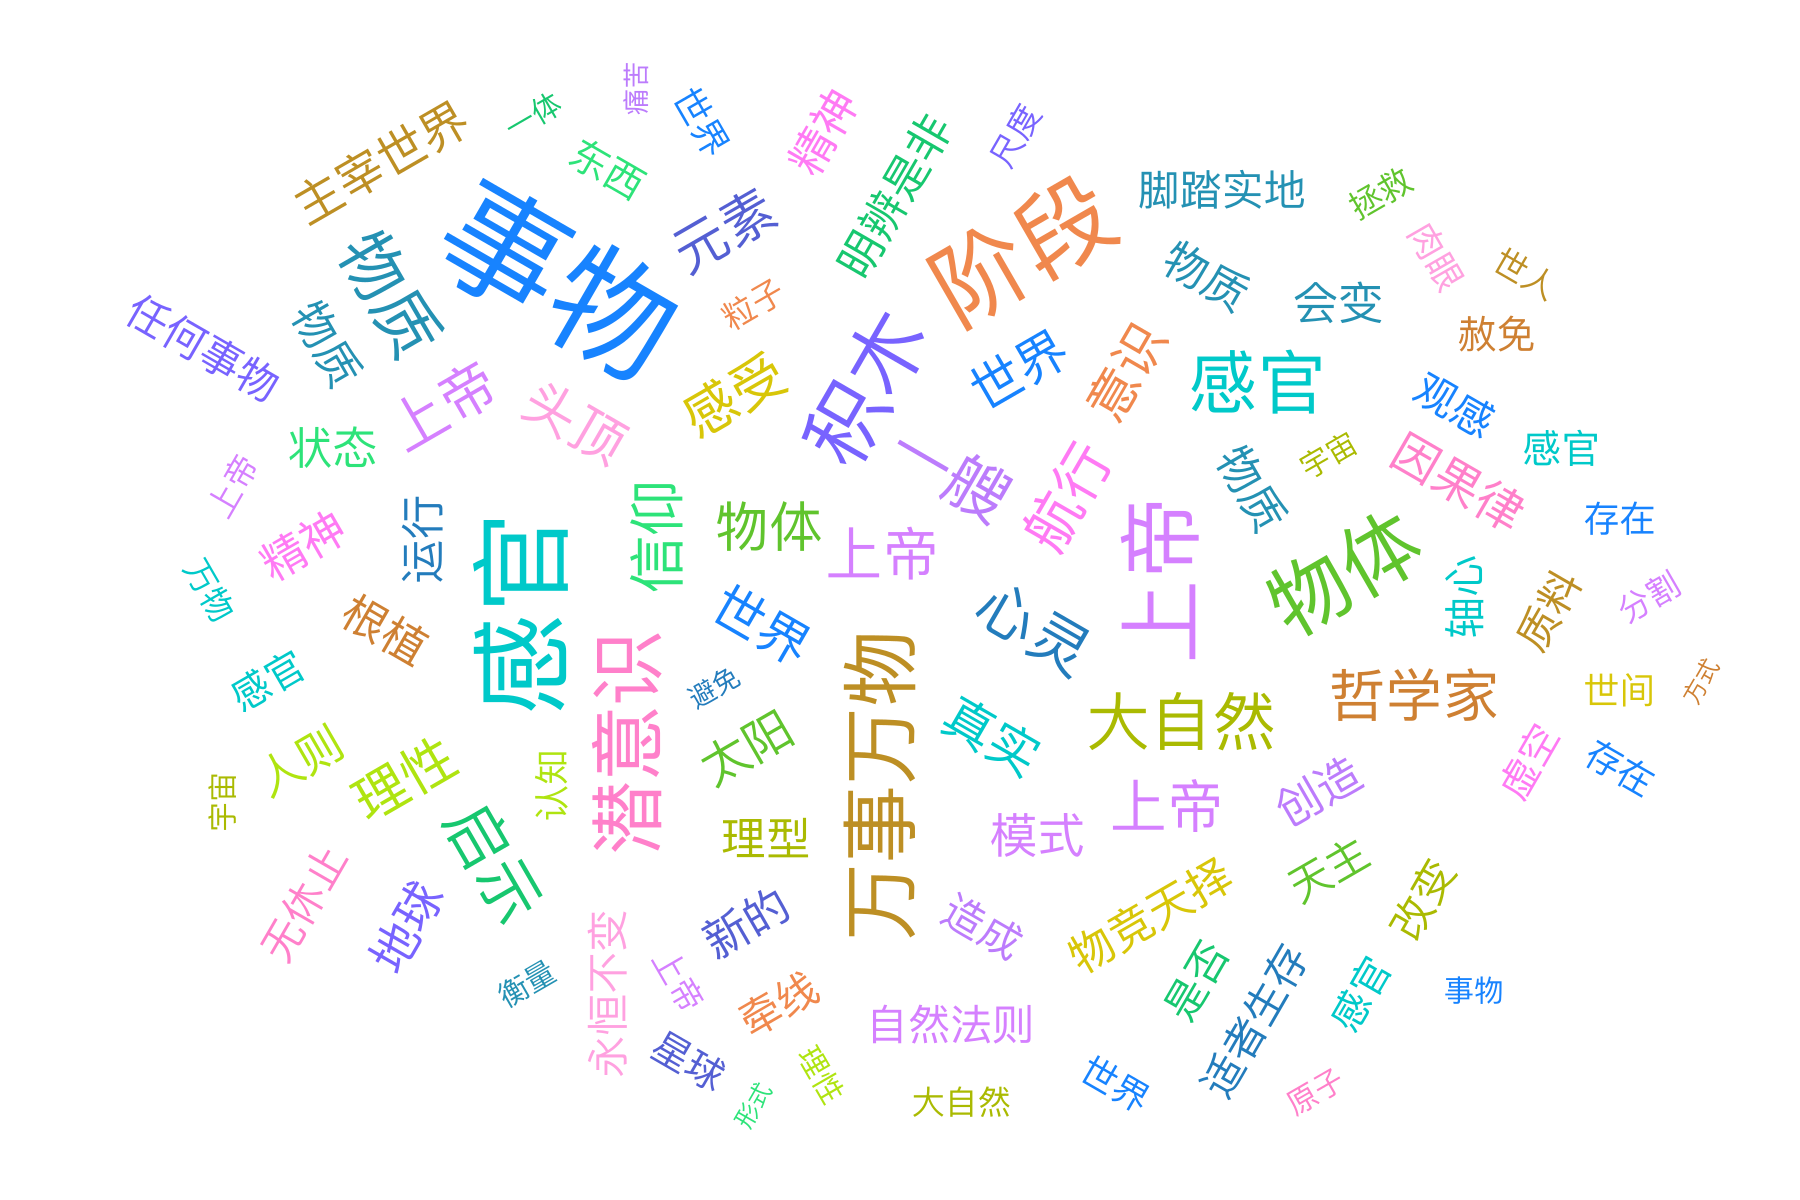 痛苦
一体
世界
精神
主宰世界
东西
明辨是非
尺度
脚踏实地
拯救
元素
阶段
事物
物质
肉眼
世人
物质
粒子
会变
任何事物
物质
赦免
世界
意识
积木
感官
感受
上帝
头顶
观感
状态
感官
因果律
宇宙
上帝
一艘
航行
物质
存在
物体
信仰
物体
上帝
上帝
精神
运行
感官
万物
轴心
质料
分割
根植
世界
心灵
感官
潜意识
避免
万事万物
大自然
哲学家
世间
方式
真实
太阳
人则
理性
认知
虚空
存在
宇宙
上帝
创造
理型
模式
启示
天主
改变
无休止
地球
新的
造成
物竞天择
永恒不变
衡量
上帝
牵线
是否
感官
事物
自然法则
适者生存
星球
理性
形式
大自然
世界
原子